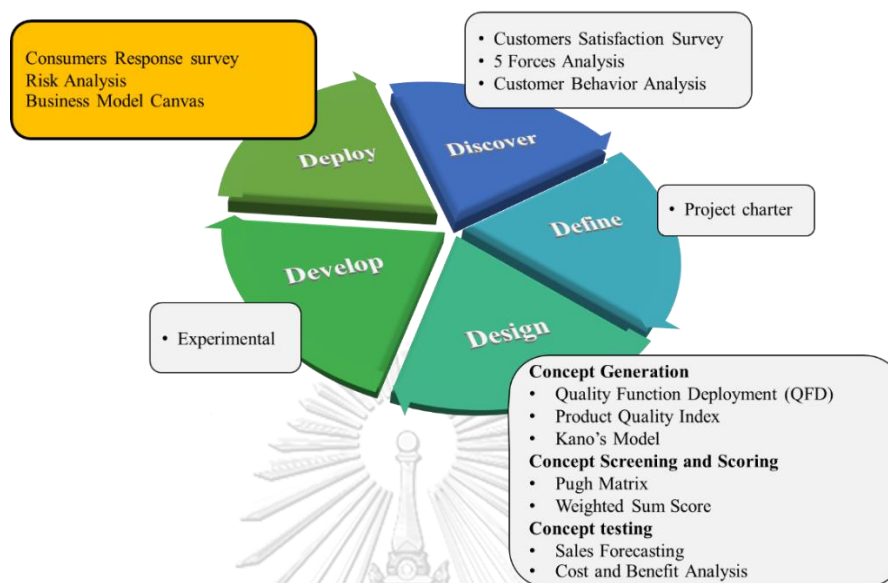 Consumers Response survey
Risk Analysis
Business Model Canvas
Deploy
• Customers Satisfaction Survey
• 5 Forces Analysis
• Customer Behavior Analysis
Discover
Define
• Project charter
Develop
• Experimental
Design
Concept Generation
• Quality Function Deployment (QFD)
• Product Quality Index
• Kano's Model
Concept Screening and Scoring
• Pugh Matrix
• Weighted Sum Score
Concept testing
• Sales Forecasting
• Cost and Benefit Analysis